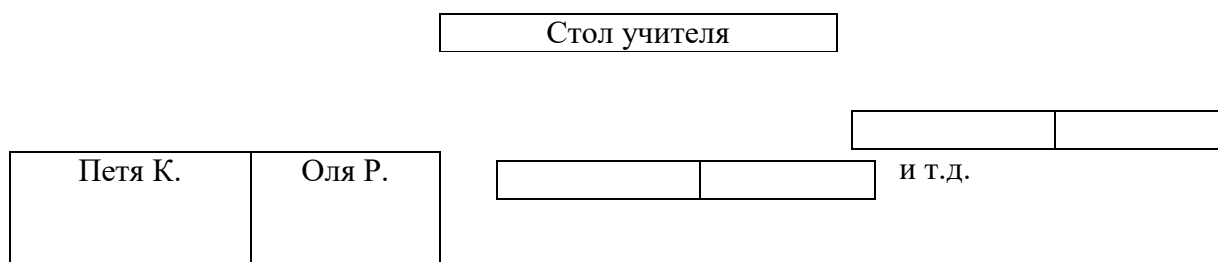 Стол учителя
Петя К. Оля Р. и т.д.